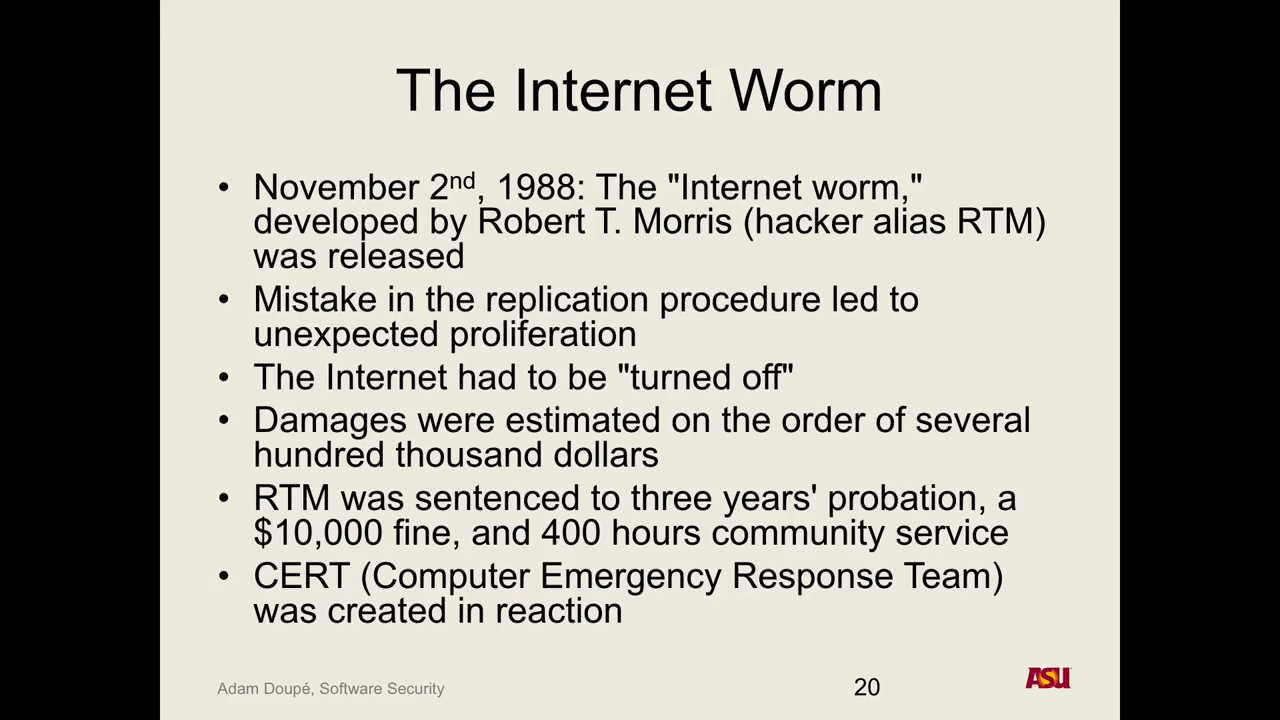 The Internet Worm
• November 2nd, 1988: The "Internet worm,"
developed by Robert T. Morris (hacker alias RTM)
was released
• Mistake in the replication procedure led to
unexpected proliferation
• The Internet had to be "turned off"
• Damages were estimated on the order of several
hundred thousand dollars
• RTM was sentenced to three years' probation, a
$10,000 fine, and 400 hours community service
• CERT (Computer Emergency Response Team)
was created in reaction
Adam Doupé, Software Security
20
ASU